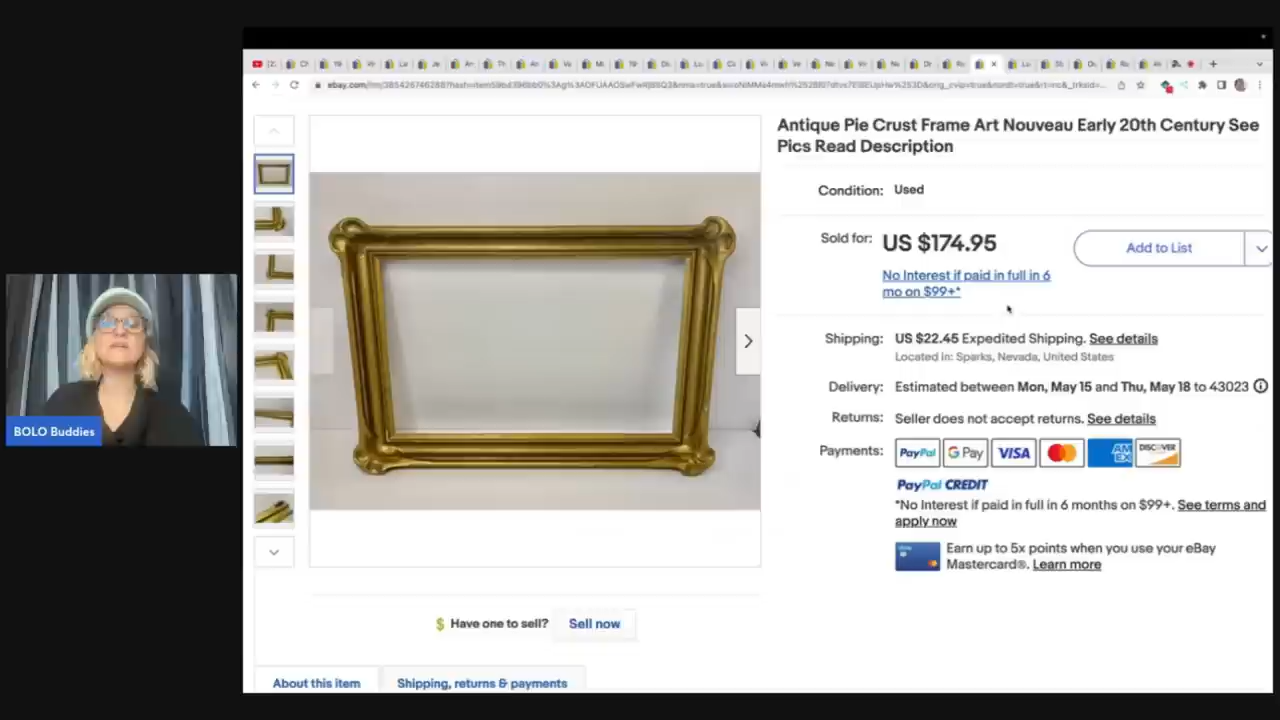 Antique Pie Crust Frame Art Nouveau Early 20th Century See
Pics Read Description
Condition: Used
Sold for: US $174.95
Add to List
No Interest if paid in full in 6
mo on $99+*
Shipping: US $22.45 Expedited Shipping. See details
Located in: Sparks, Nevada, United States
Delivery: Estimated between Mon, May 15 and Thu, May 18 to 43023
Returns: Seller does not accept returns. See details
Payments: PayPal G Pay VISA AM EX DISCOVER
PayPal CREDIT
*No Interest if paid in full in 6 months on $99+. See terms and
apply now
Earn up to 5x points when you use your eBay
Mastercard®. Learn more
BOLO Buddies
$ Have one to sell? Sell now
About this item Shipping, returns & payments